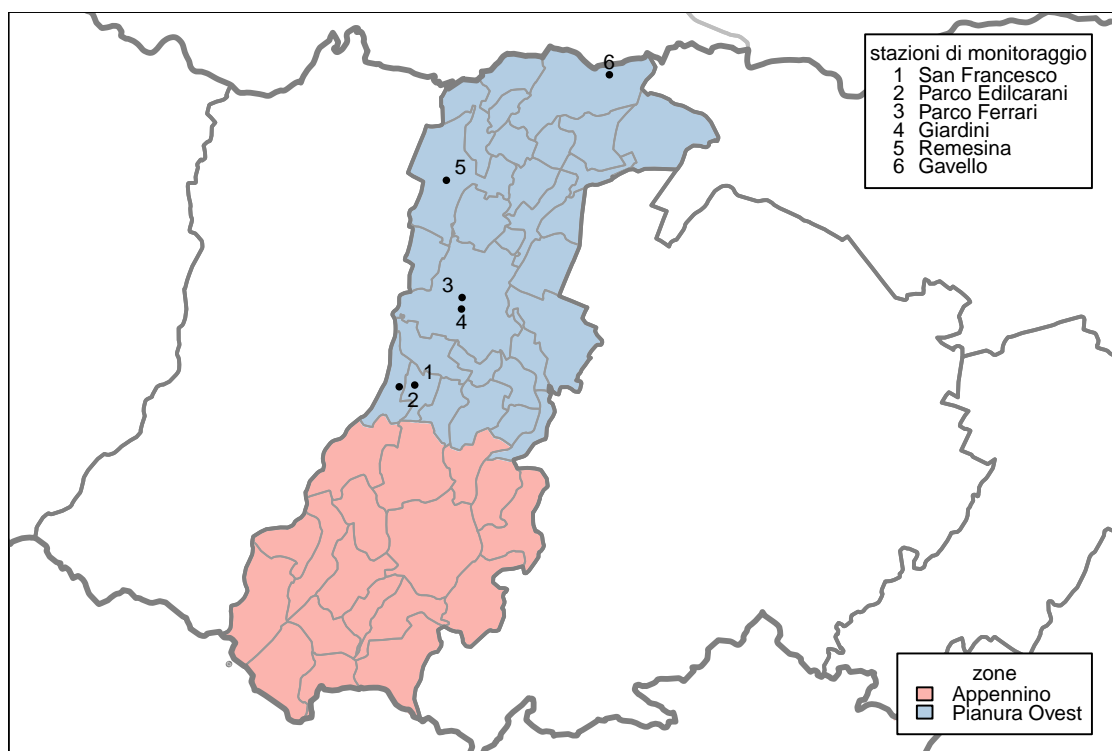 6
stazioni di monitoraggio
1 San Francesco
2 Parco Edilcarani
3 Parco Ferrari
4 Giardini
5 Remesina
6 Gavello
5
3
4
1
2
zone
Appennino
Pianura Ovest